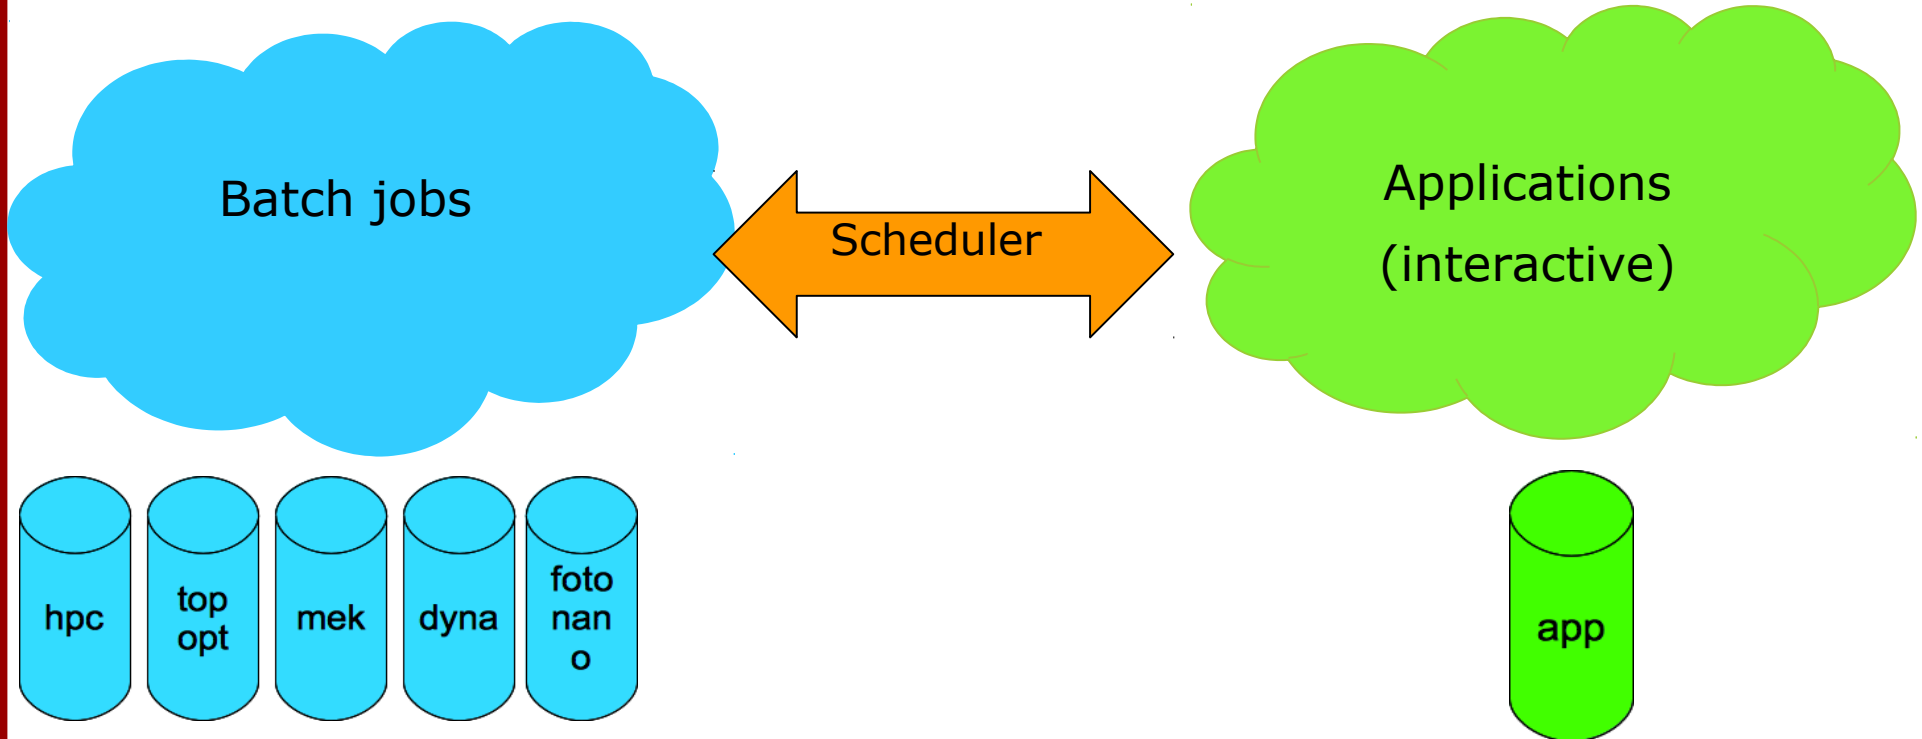 Batch jobs
Scheduler
Applications
(interactive)
hpc
top
opt
mek
dyna
foto
nan
o
app